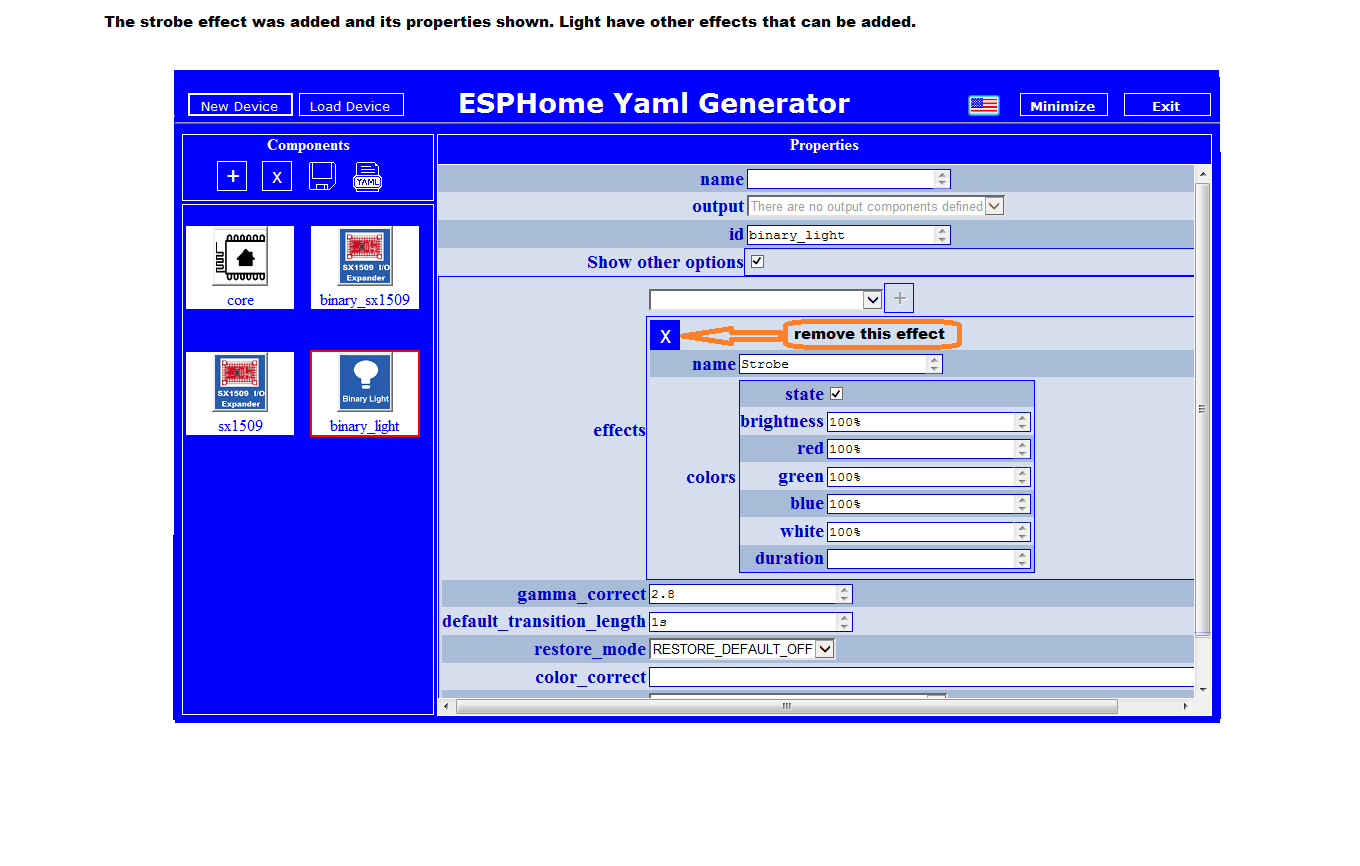 The strobe effect was added and its properties shown. Light have other effects that can be added.
New Device Load Device ESPHome Yaml Generator Minimize Exit
Components
+ x YAML
core
SX1509 I/O
Expander
binary_sx1509
SX1509 I/O
Expander
sx1509
Binary Light
binary_light
Properties
name
output There are no output components defined
id binary_light
Show other options
+
effects
X remove this effect
name Strobe
colors
state
brightness 100%
red 100%
green 100%
blue 100%
white 100%
duration
gamma_correct 2.8
default_transition_length 1s
restore_mode RESTORE_DEFAULT_OFF
color_correct